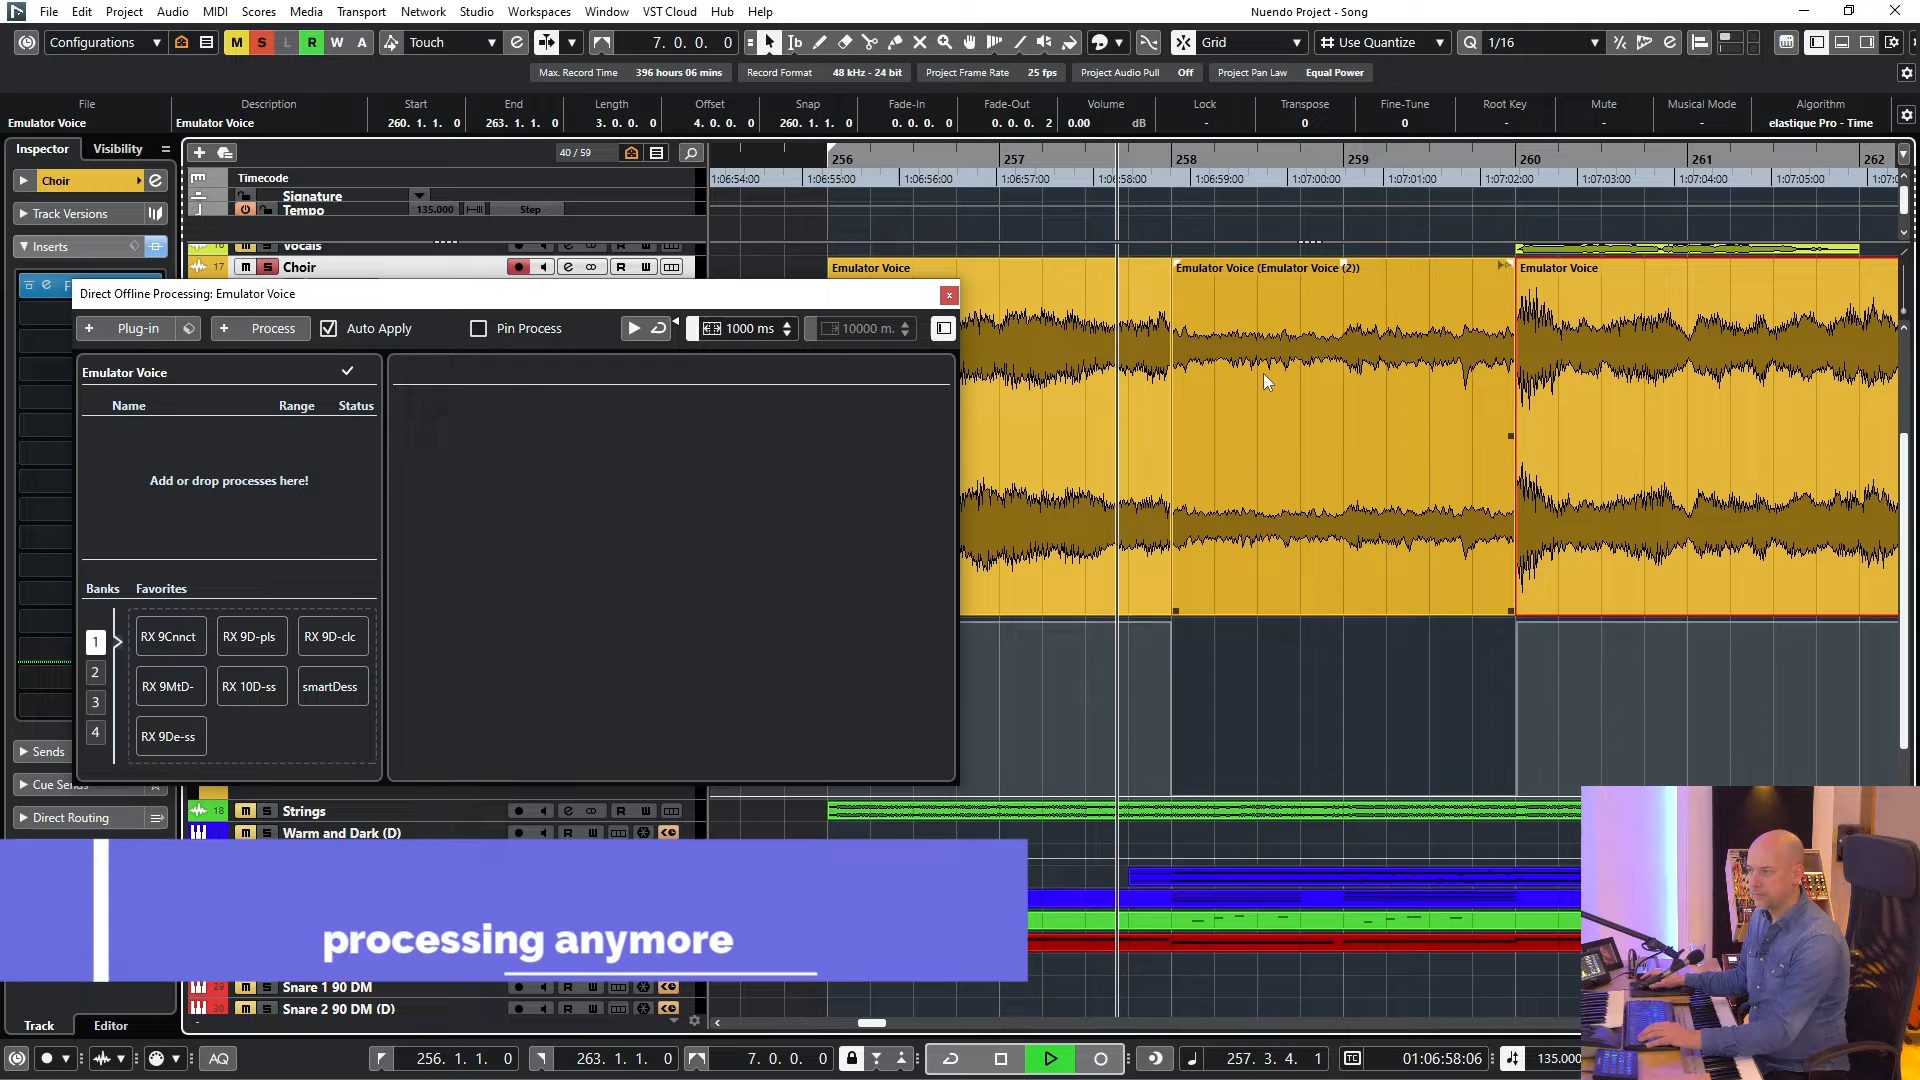 File Edit Project Audio MIDI Scores Media Transport Network Studio Workspaces Window VST Cloud Hub Help
Nuendo Project - Song
Configurations M S L R W A Touch 7. 0. 0. 0 Grid Use Quantize Q 1/16
Max. Record Time 396 hours 06 mins Record Format 48 kHz - 24 bit Project Frame Rate 25 fps Project Audio Pull Off Project Pan Law Equal Power
File Description Start End Length Offset Snap Fade-In Fade-Out Volume Lock Transpose Fine-Tune Root Key Mute Musical Mode Algorithm
Emulator Voice Emulator Voice 260. 1. 1. 0 263. 1. 1. 0 3. 0. 0. 0 4. 0. 0. 0 260. 1. 1. 0 0. 0. 0. 0 0. 0. 0. 2 0.00 dB - 0 0 - - - elastique Pro - Time
Inspector Visibility
40 / 59
256 257 258 259 260 261 262
Choir
Timecode
1:06:54:00 1:06:55:00 1:06:56:00 1:06:57:00 1:06:58:00 1:06:59:00 1:07:00:00 1:07:01:00 1:07:02:00 1:07:03:00 1:07:04:00 1:07:05:00
Signature
Track Versions
Tempo 135.000 Step
Inserts
Vocals
17 m S Choir R W
Emulator Voice
Emulator Voice (Emulator Voice (2))
Emulator Voice
Direct Offline Processing: Emulator Voice
+ Plug-in + Process Auto Apply Pin Process 1000 ms 10000 m.
Emulator Voice
Name Range Status
Add or drop processes here!
Banks Favorites
1 2 3 4
RX 9Cnnct RX 9D-pls RX 9D-clc
RX 9MtD- RX 10D-ss smartDess
RX 9De-ss
Sends
Cue Sends
Direct Routing
18 m S Strings R W
m S Warm and Dark (D) R W
processing anymore
29 m S Snare 1 90 DM R W
30 m S Snare 2 90 DM (D) R W
Track Editor
AQ 256. 1. 1. 0 263. 1. 1. 0 7. 0. 0. 0 257. 3. 4. 1 TC 01:06:58:06 135.000